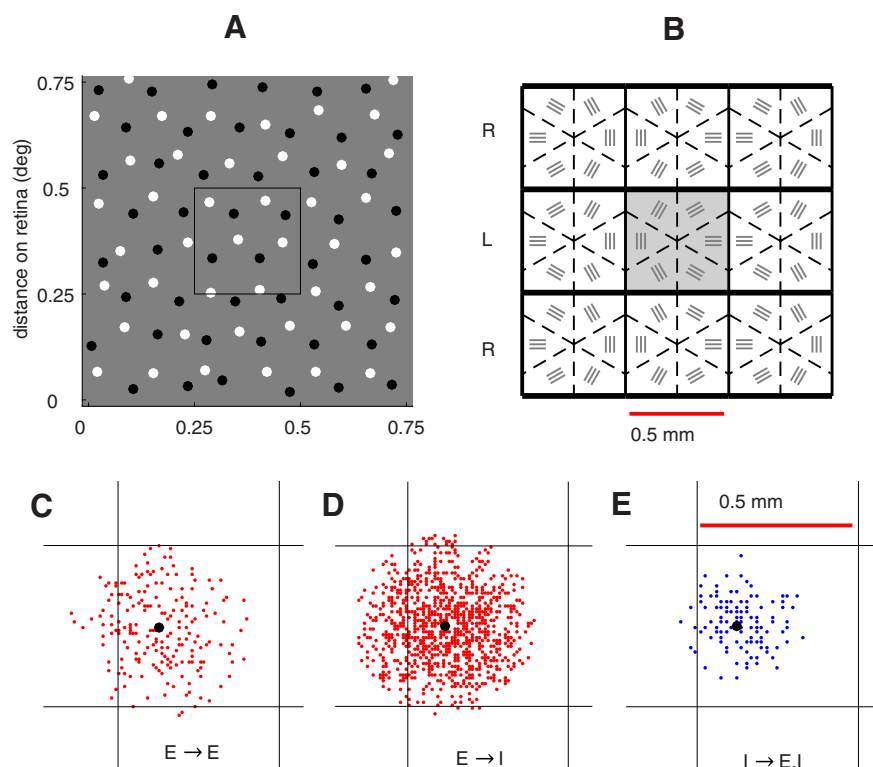 A
B
0.75
0.5
0.25
0
distance on retina (deg)
0
0.25
0.5
0.75
R
L
R
0.5 mm
C
D
E
0.5 mm
E → E
E → I
I → E,I